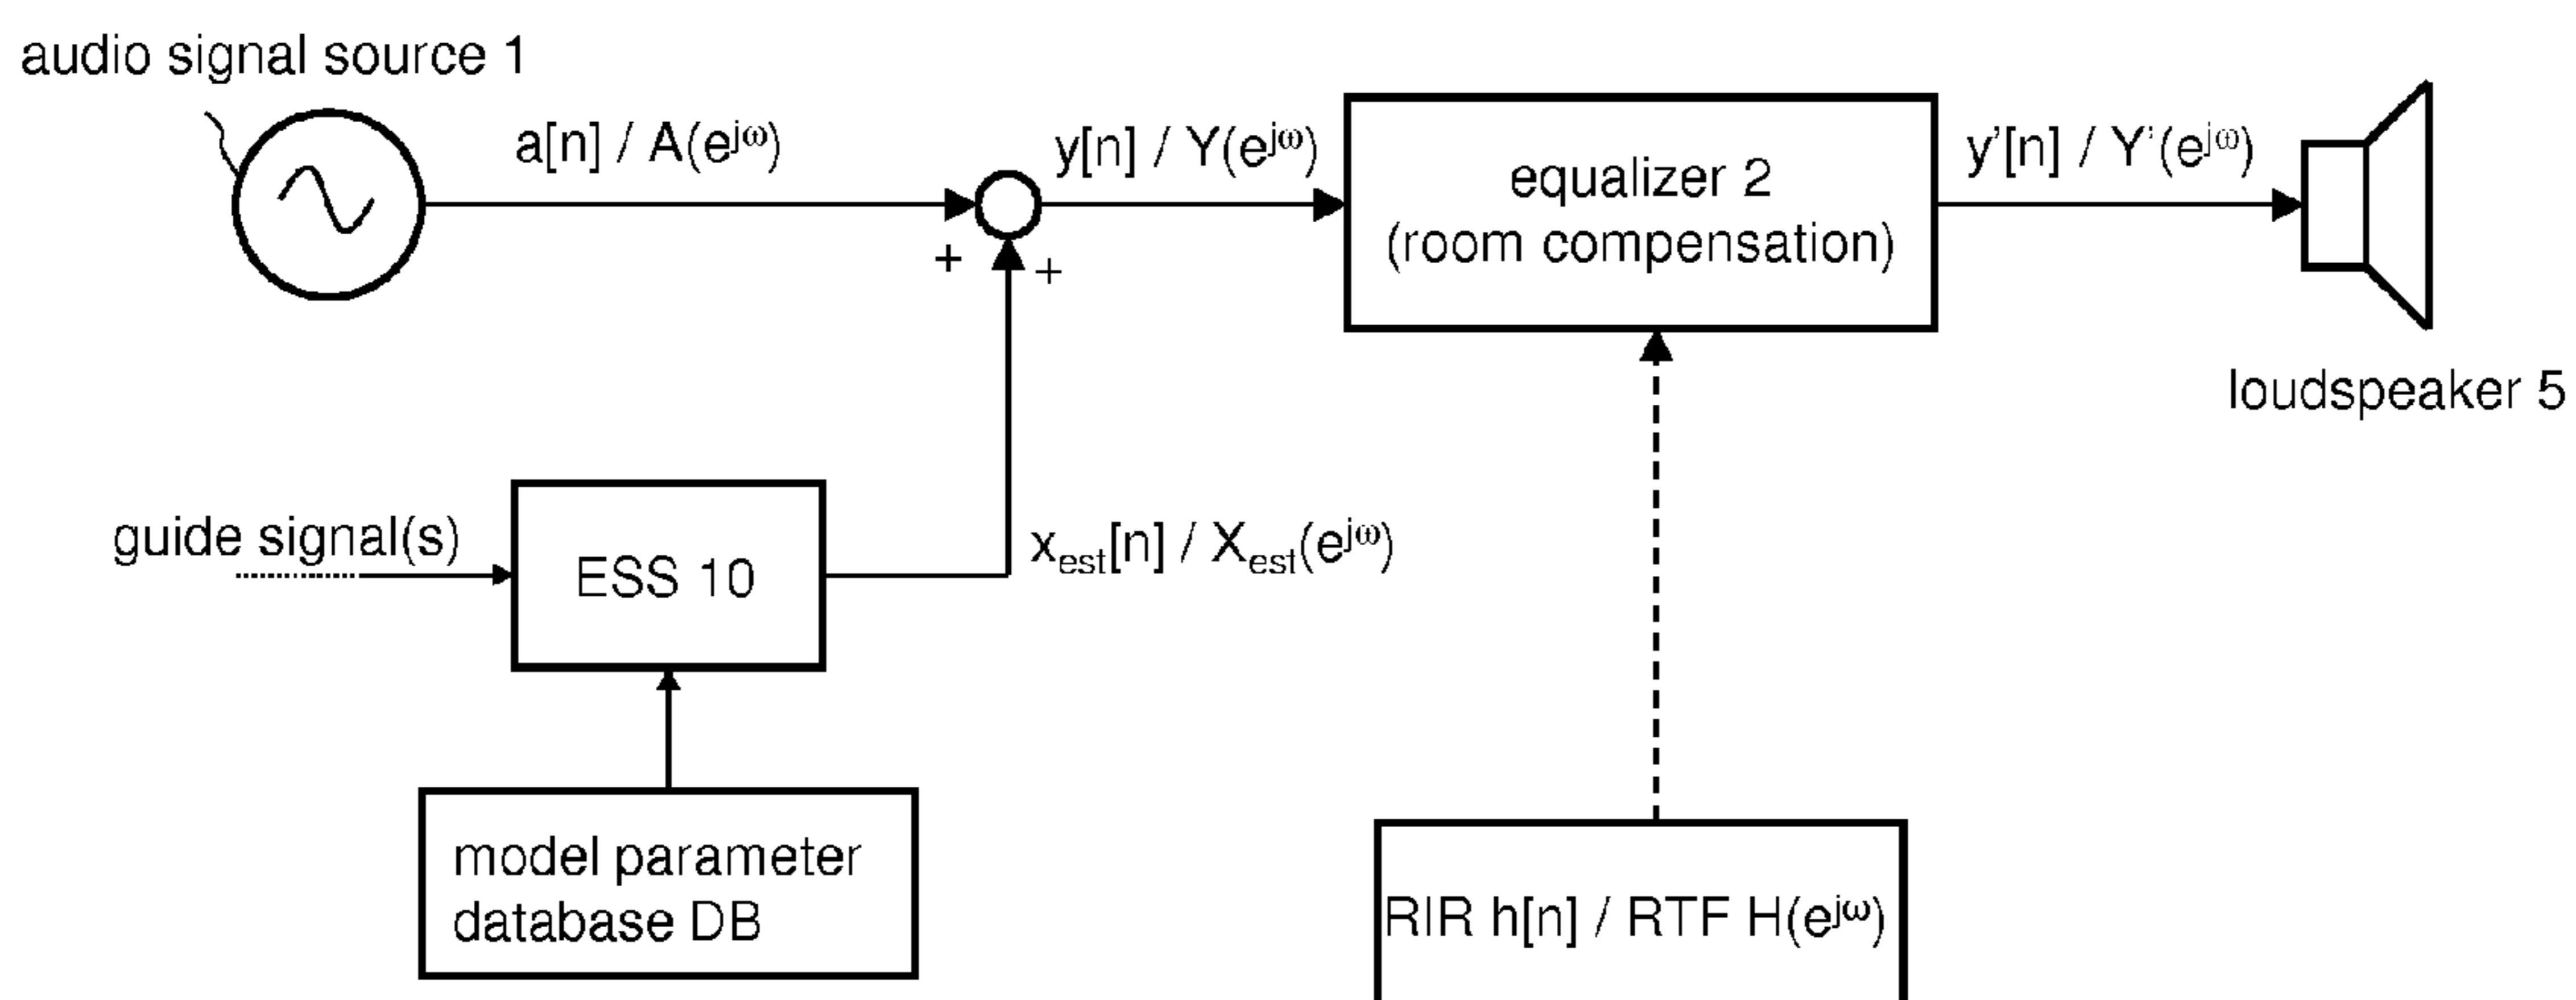 audio signal source 1
a[n] / A(e^jω)
y[n] / Y(e^jω)
equalizer 2
(room compensation)
y'[n] / Y'(e^jω)
+
+
loudspeaker 5
guide signal(s)
ESS 10
x_est[n] / X_est(e^jω)
model parameter
database DB
RIR h[n] / RTF H(e^jω)